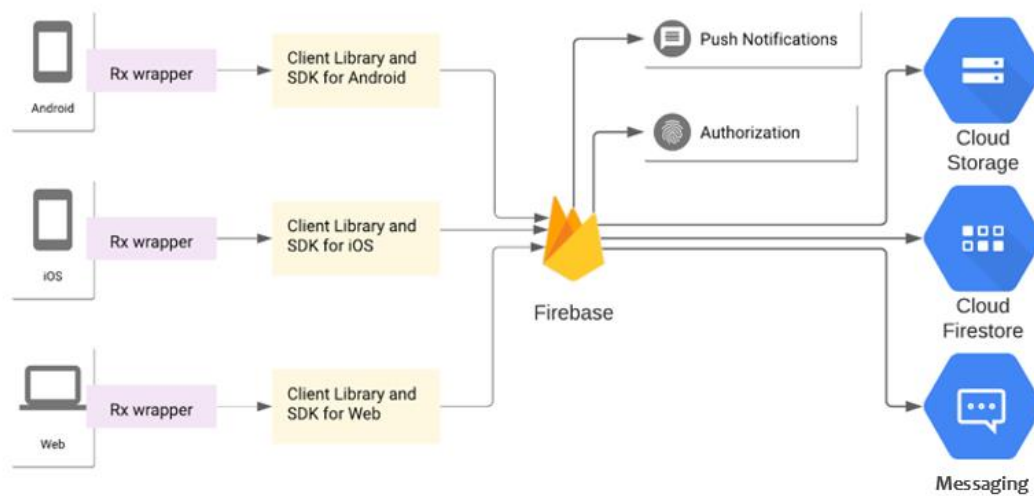 Android
Rx wrapper
Client Library and
SDK for Android
Push Notifications
Authorization
Cloud
Storage
iOS
Rx wrapper
Client Library and
SDK for iOS
Firebase
Cloud
Firestore
Web
Rx wrapper
Client Library and
SDK for Web
Messaging